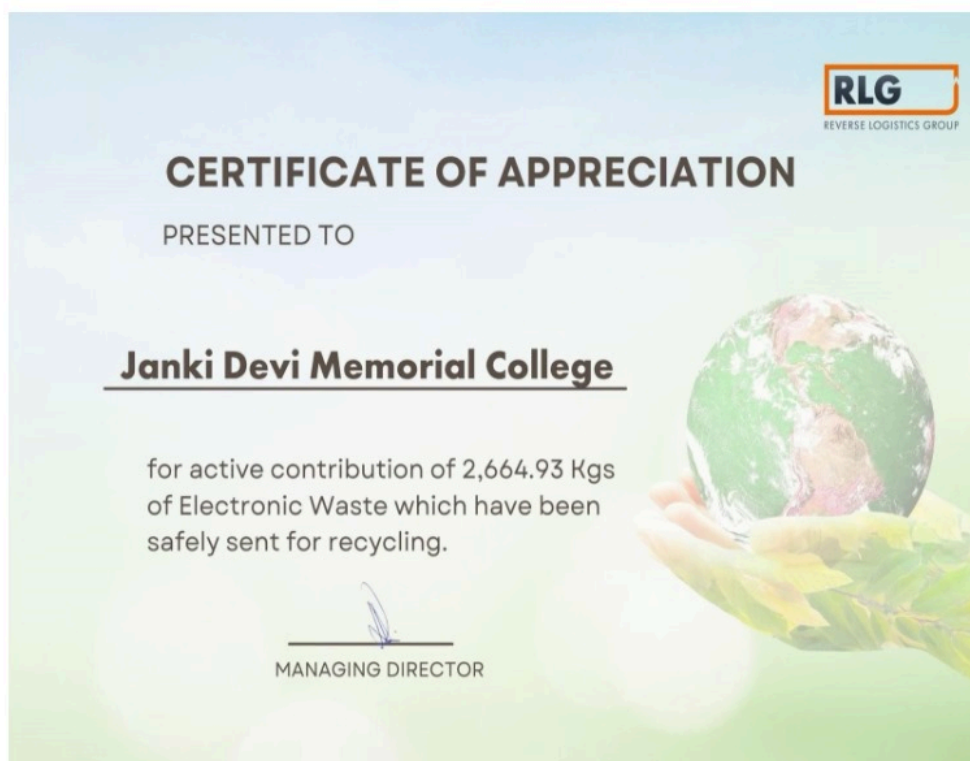 RLG
REVERSE LOGISTICS GROUP
CERTIFICATE OF APPRECIATION
PRESENTED TO
Janki Devi Memorial College
for active contribution of 2,664.93 Kgs
of Electronic Waste which have been
safely sent for recycling.
MANAGING DIRECTOR